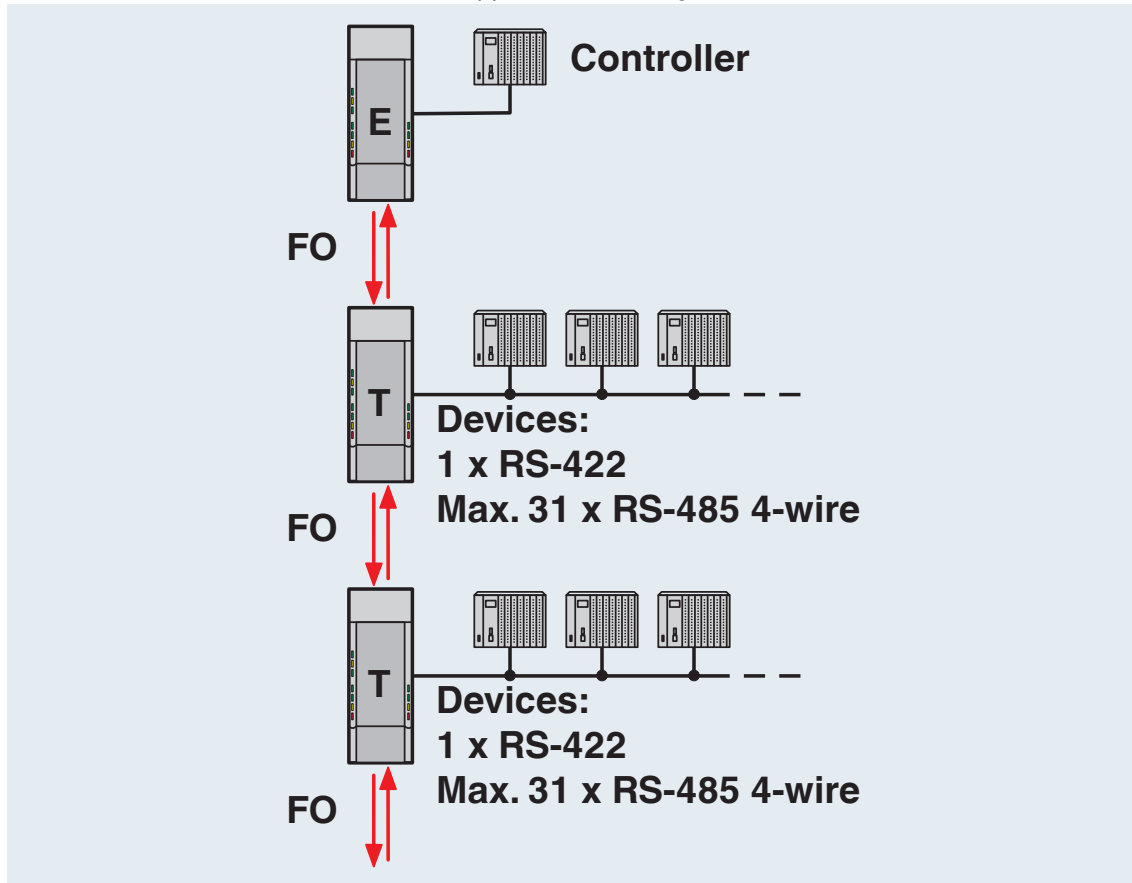 Controller
E
FO
T
Devices:
1 x RS-422
Max. 31 x RS-485 4-wire
FO
T
Devices:
1 x RS-422
Max. 31 x RS-485 4-wire
FO